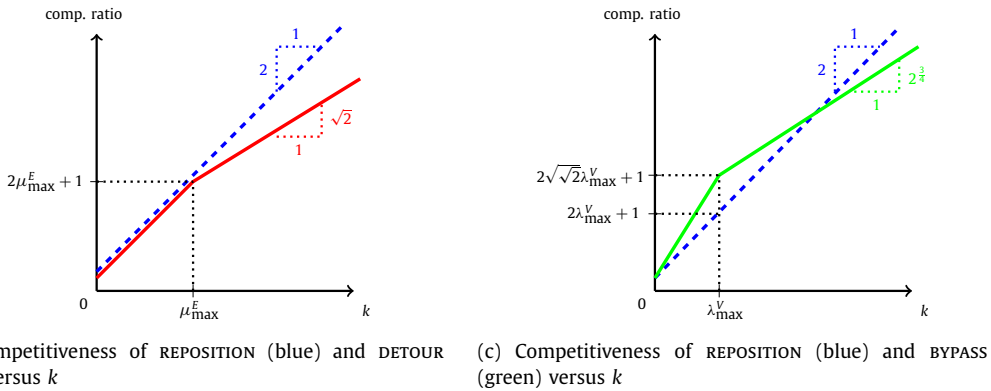 comp. ratio
1
2
√2
1
2μ^E_max + 1
0
μ^E_max
k
comp. ratio
1
2
2^{3/4}
1
2√√2λ^V_max + 1
2λ^V_max + 1
0
λ^V_max
k
mpetitiveness of REPOSITION (blue) and DETOUR
ersus k
(c) Competitiveness of REPOSITION (blue) and BYPASS
(green) versus k